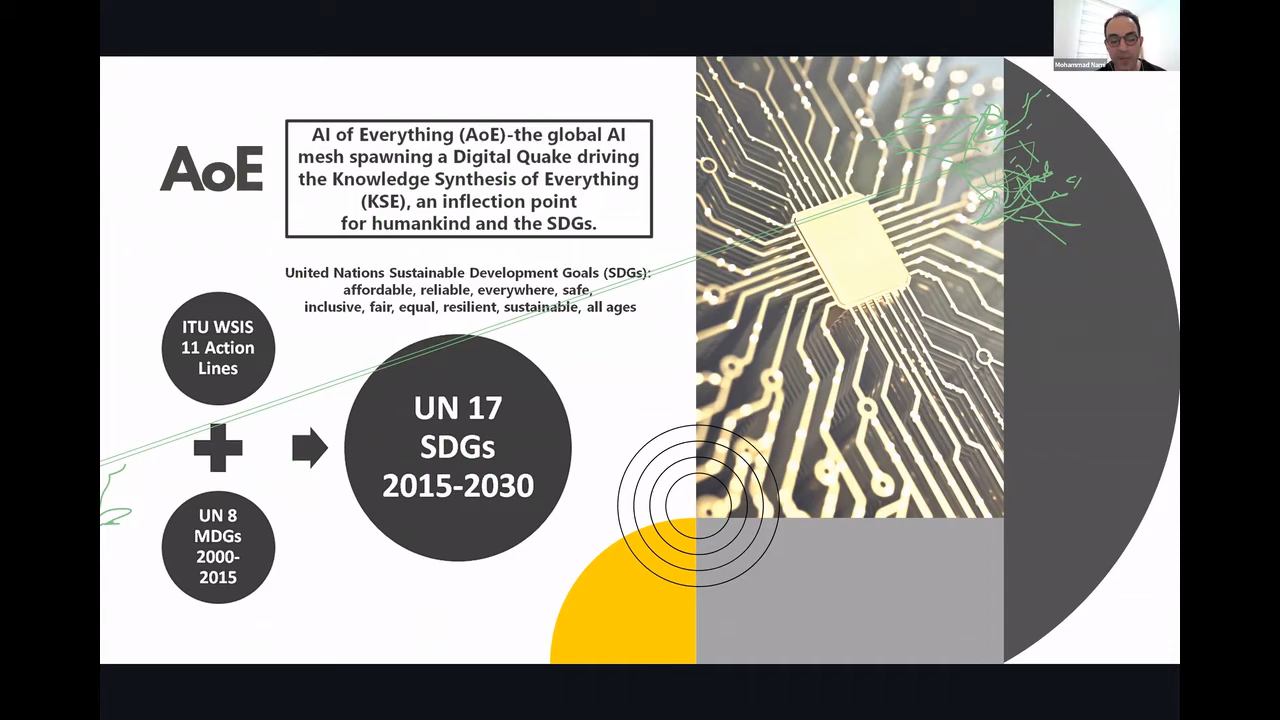 Mohammad Nami
AoE
AI of Everything (AoE)-the global AI
mesh spawning a Digital Quake driving
the Knowledge Synthesis of Everything
(KSE), an inflection point
for humankind and the SDGs.
United Nations Sustainable Development Goals (SDGs):
affordable, reliable, everywhere, safe,
inclusive, fair, equal, resilient, sustainable, all ages
ITU WSIS
11 Action
Lines
UN 17
SDGs
2015-2030
UN 8
MDGs
2000-
2015